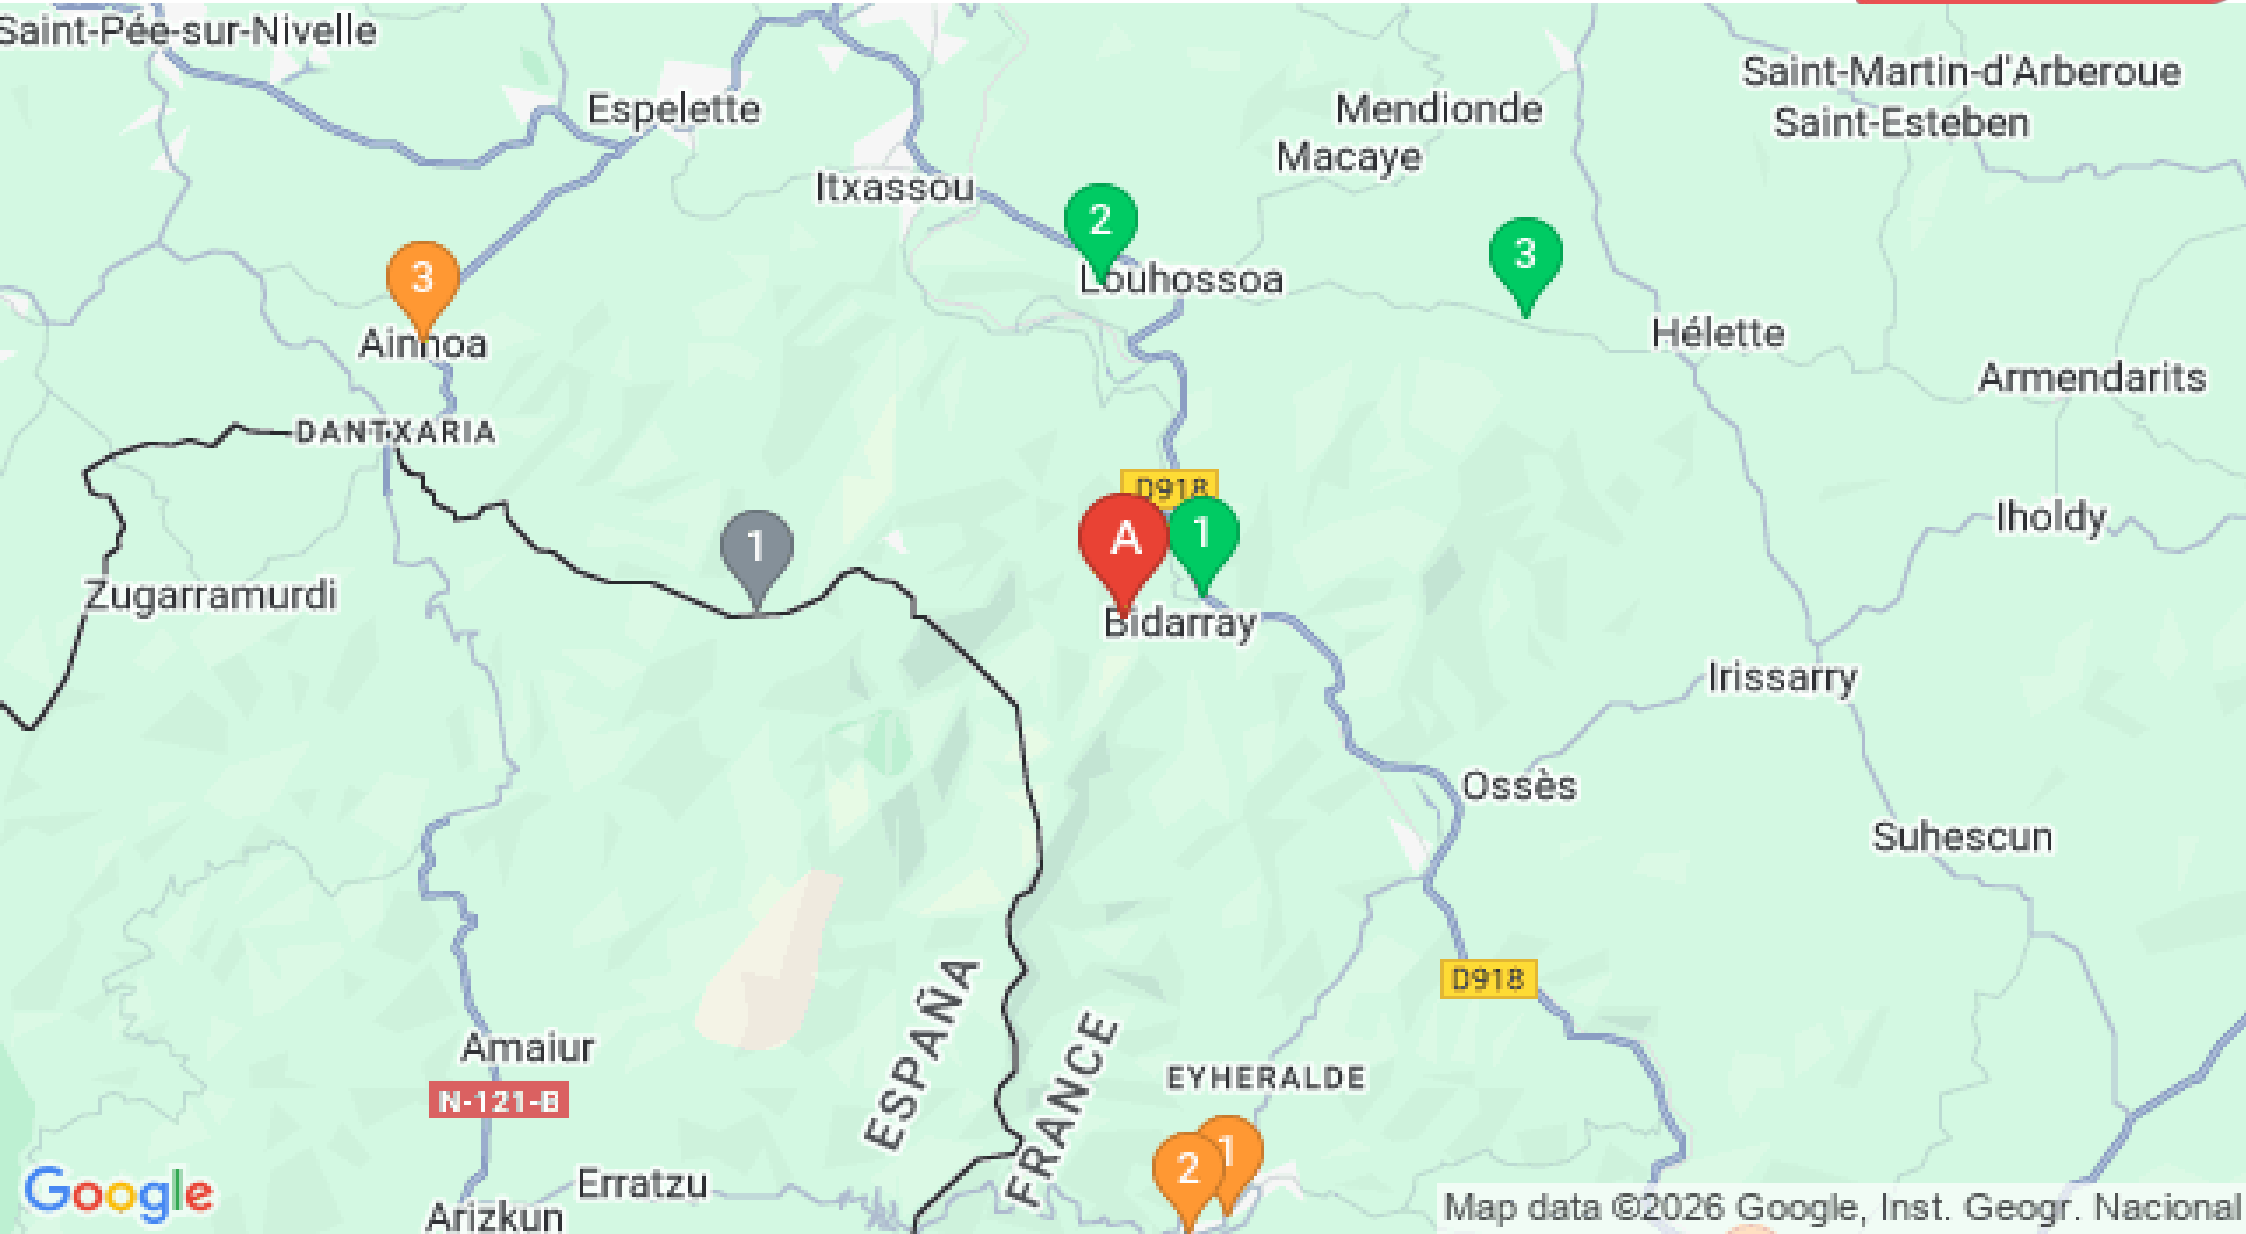 Saint-Pée-sur-Nivelle
Saint-Martin-d'Arberoue
Espelette
Mendionde
Saint-Esteben
Macaye
Itxassou
2
3
3
Louhossoa
Hélette
Ainhoa
Armendarits
DANTXARIA
D918
Iholdy
1
A
1
Zugarramurdi
Bidarray
Irissarry
Ossès
Suhescun
D918
ESPAÑA
FRANCE
Amaiur
EYHERALDE
N-121-B
1
2
Erratzu
Google
Arizkun
Map data ©2026 Google, Inst. Geogr. Nacional